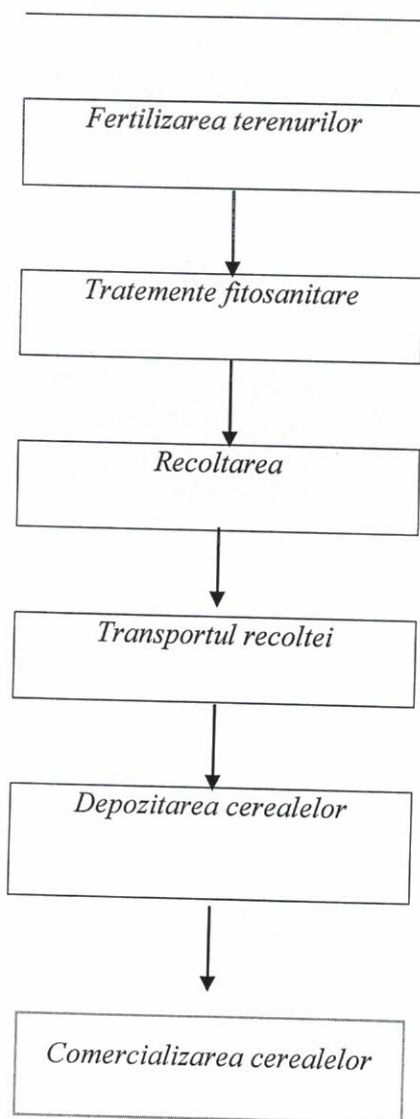 Fertilizarea terenurilor
Tratemente fitosanitare
Recoltarea
Transportul recoltei
Depozitarea cerealelor
Comercializarea cerealelor